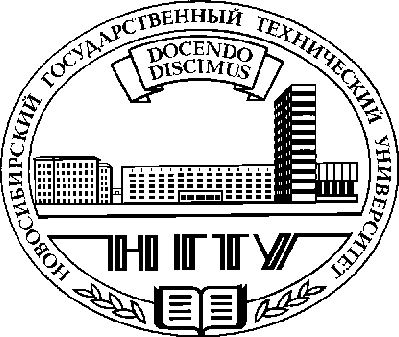 НОВОСИБИРСКИЙ ГОСУДАРСТВЕННЫЙ ТЕХНИЧЕСКИЙ УНИВЕРСИТЕТ
DOCENDO
DISCIMUS
НГТУ